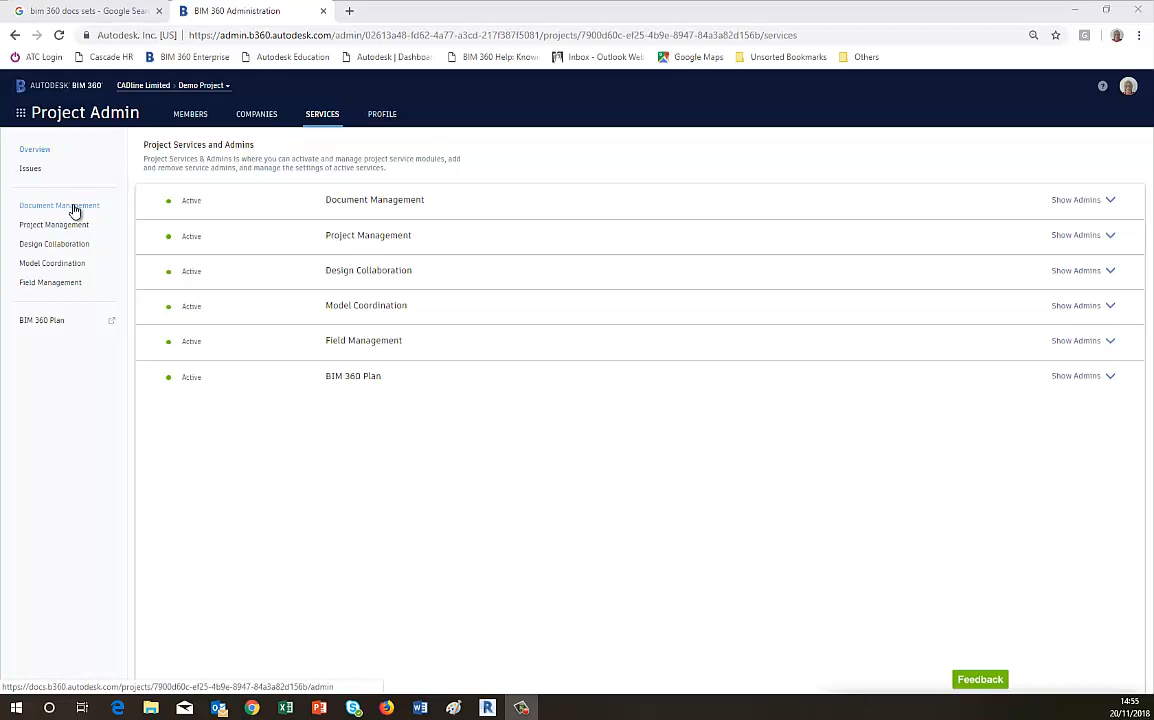 bim 360 docs sets - Google Sear
BIM 360 Administration
Autodesk, Inc. [US]
https://admin.b360.autodesk.com/admin/02613a48-fd62-4a77-a3cd-217f387f5081/projects/7900d60c-ef25-4b9e-8947-84a3a82d156b/services
ATC Login
Cascade HR
BIM 360 Enterprise
Autodesk Education
Autodesk | Dashboa
BIM 360 Help: Know
Inbox - Outlook Web
Google Maps
Unsorted Bookmarks
Others
AUTODESK BIM 360
CADline Limited > Demo Project
Project Admin
MEMBERS
COMPANIES
SERVICES
PROFILE
Overview
Issues
Document Management
Project Management
Design Collaboration
Model Coordination
Field Management
BIM 360 Plan
Project Services and Admins
Project Services & Admins is where you can activate and manage project service modules, add
and remove service admins, and manage the settings of active services.
Active Document Management Show Admins
Active Project Management Show Admins
Active Design Collaboration Show Admins
Active Model Coordination Show Admins
Active Field Management Show Admins
Active BIM 360 Plan Show Admins
Feedback
https://docs.b360.autodesk.com/projects/7900d60c-ef25-4b9e-8947-84a3a82d156b/admin
14:55
20/11/2018